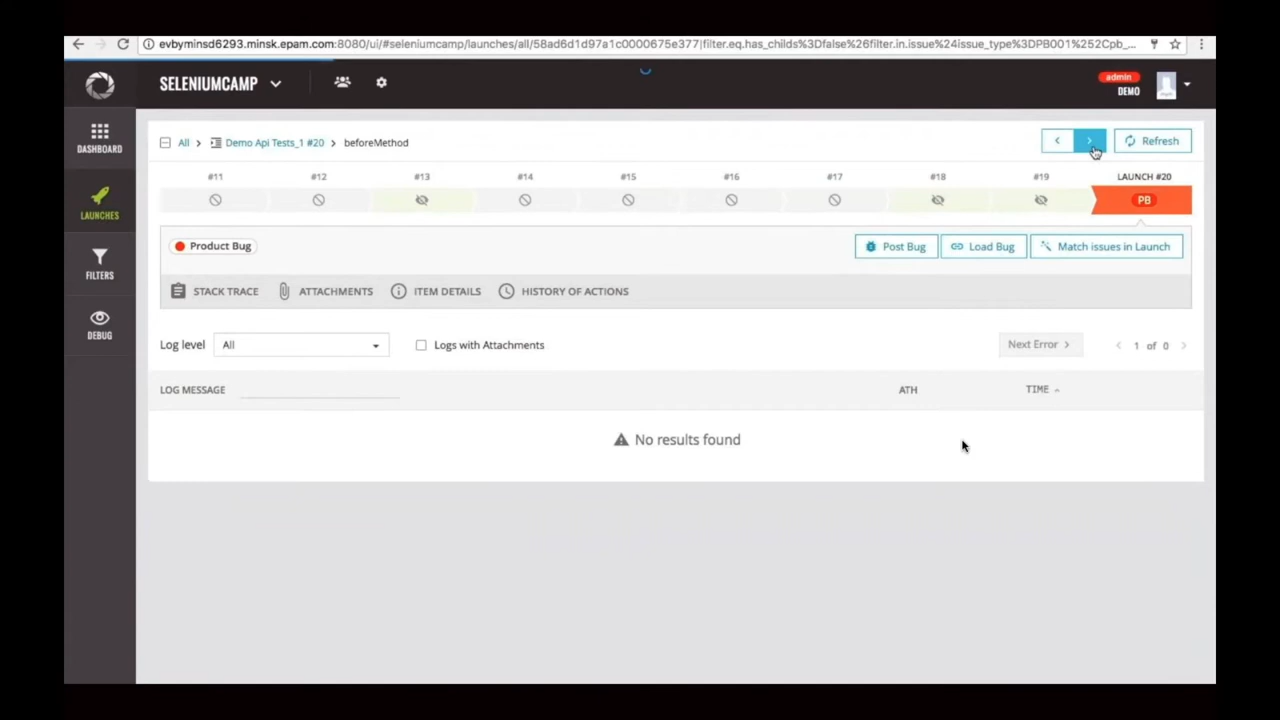 evbyminsd6293.minsk.epam.com:8080/ui/#seleniumcamp/launches/all/58ad6d1d97a1c0000675e377|filter.eq.has_childs%3Dfalse%26filter.in.issue%24issue_type%3DPB001%252Cpb_...
SELENIUMCAMP
admin
DEMO
DASHBOARD
LAUNCHES
FILTERS
DEBUG
All > Demo Api Tests_1 #20 > beforeMethod
< > Refresh
#11 #12 #13 #14 #15 #16 #17 #18 #19 LAUNCH #20
PB
Product Bug Post Bug Load Bug Match issues in Launch
STACK TRACE ATTACHMENTS ITEM DETAILS HISTORY OF ACTIONS
Log level All Logs with Attachments Next Error > < 1 of 0 >
LOG MESSAGE ATH TIME
No results found